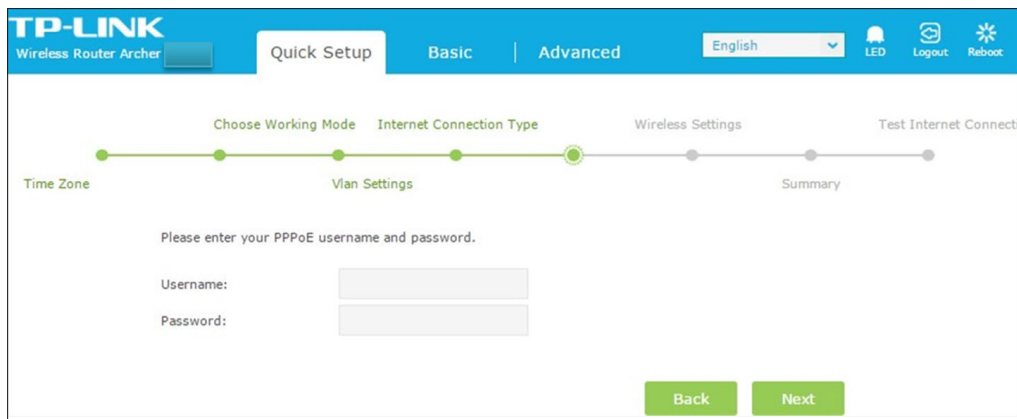 TP-LINK
Wireless Router Archer
Quick Setup
Basic
Advanced
English
LED
Logout
Reboot
Choose Working Mode
Internet Connection Type
Wireless Settings
Test Internet Connecti
Time Zone
Vlan Settings
Summary
Please enter your PPPoE username and password.
Username:
Password:
Back
Next